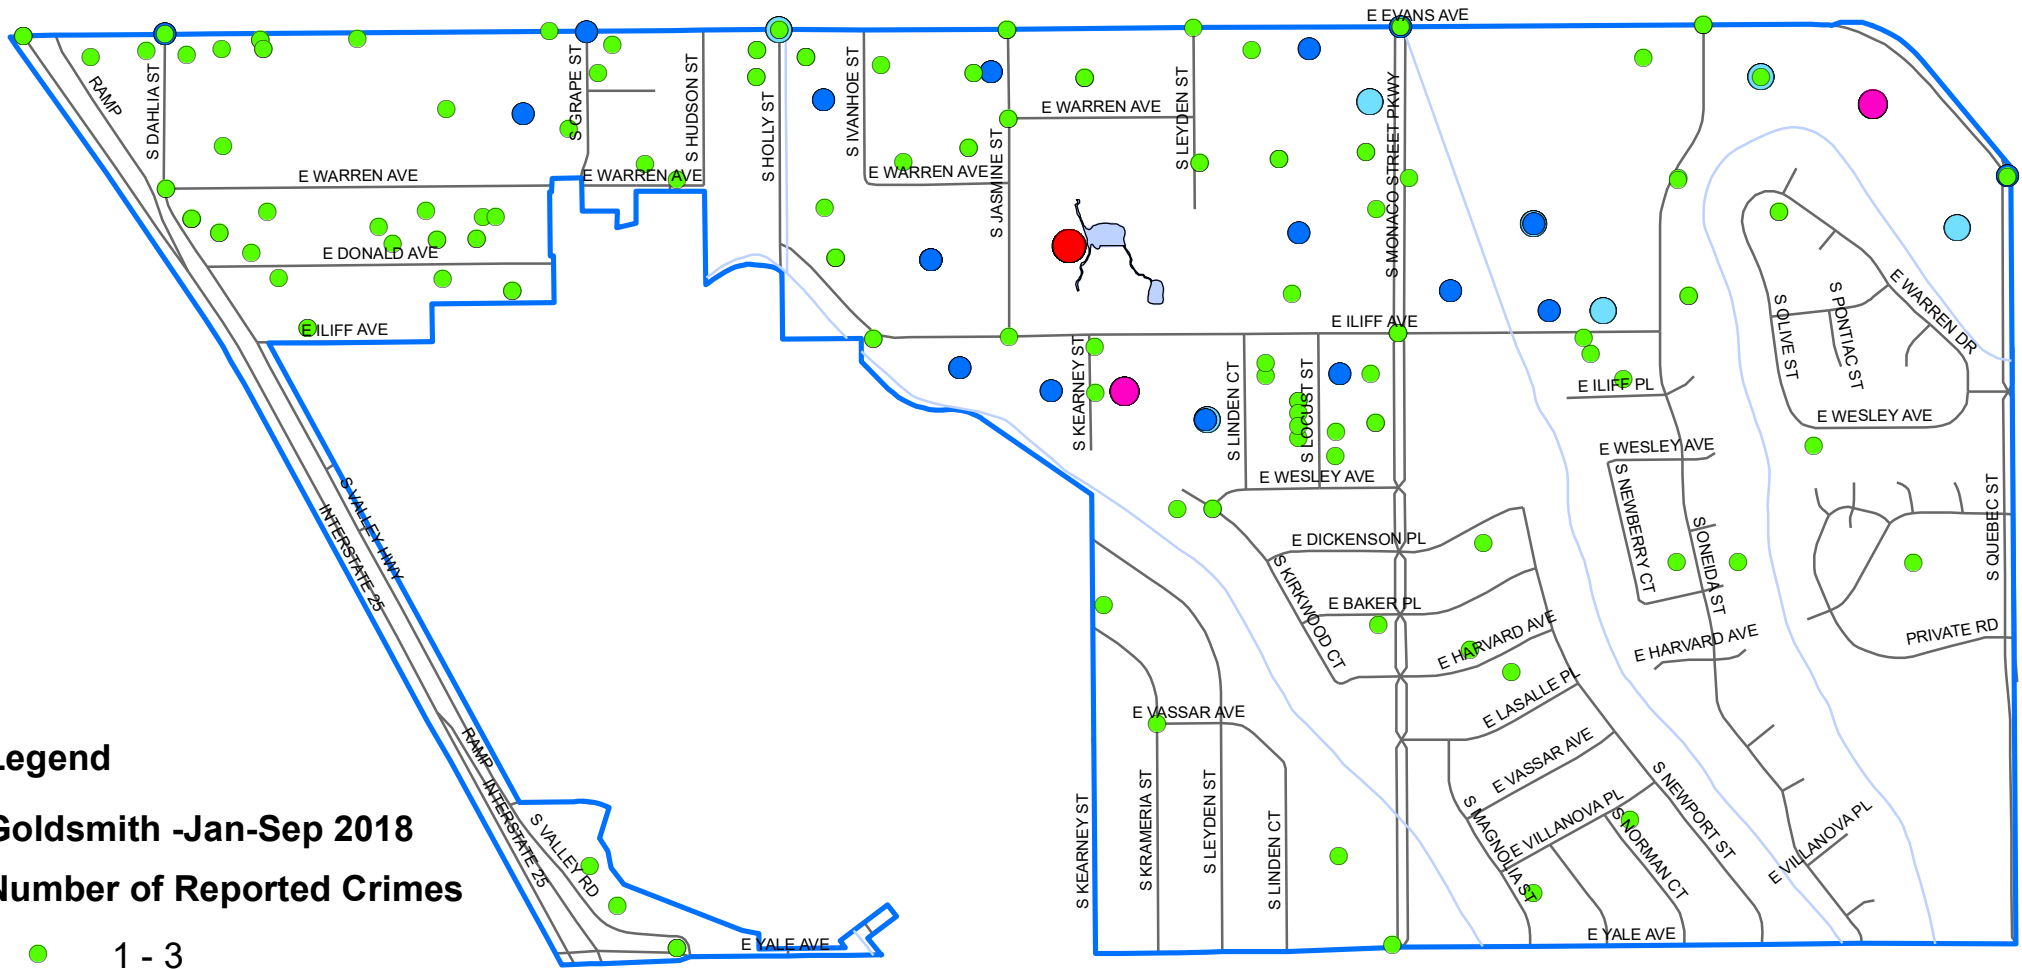 E EVANS AVE
RAMP
S DAHLIA ST
S GRAPE ST
S HUDSON ST
S HOLLY ST
S IVANHOE ST
S JASMINE ST
E WARREN AVE
S LEYDEN ST
S MONACO STREET PKWY
E WARREN AVE
E WARREN AVE
E WARREN AVE
E DONALD AVE
E ILIFF AVE
E ILIFF AVE
S OLIVE ST
S PONTIAC ST
E WARREN DR
S KEARNEY ST
S LINDEN CT
S LOCUST ST
E ILIFF PL
E WESLEY AVE
E WESLEY AVE
E WESLEY AVE
S NEWBERRY CT
S ONEIDA ST
S QUEBEC ST
S VALLEY HWY
INTERSTATE 25
E DICKENSON PL
S KIRKWOOD CT
E BAKER PL
E HARVARD AVE
E HARVARD AVE
PRIVATE RD
E LASALLE PL
E VASSAR AVE
E VASSAR AVE
RAMP
INTERSTATE 25
S VALLEY RD
S KEARNEY ST
S KRAMERIA ST
S LEYDEN ST
S LINDEN CT
S MAGNOLIA ST
E VILLANOVA PL
S NORMAN CT
S NEWPORT ST
E VILLANOVA PL
E YALE AVE
E YALE AVE
Legend
Goldsmith -Jan-Sep 2018
Number of Reported Crimes
1 - 3